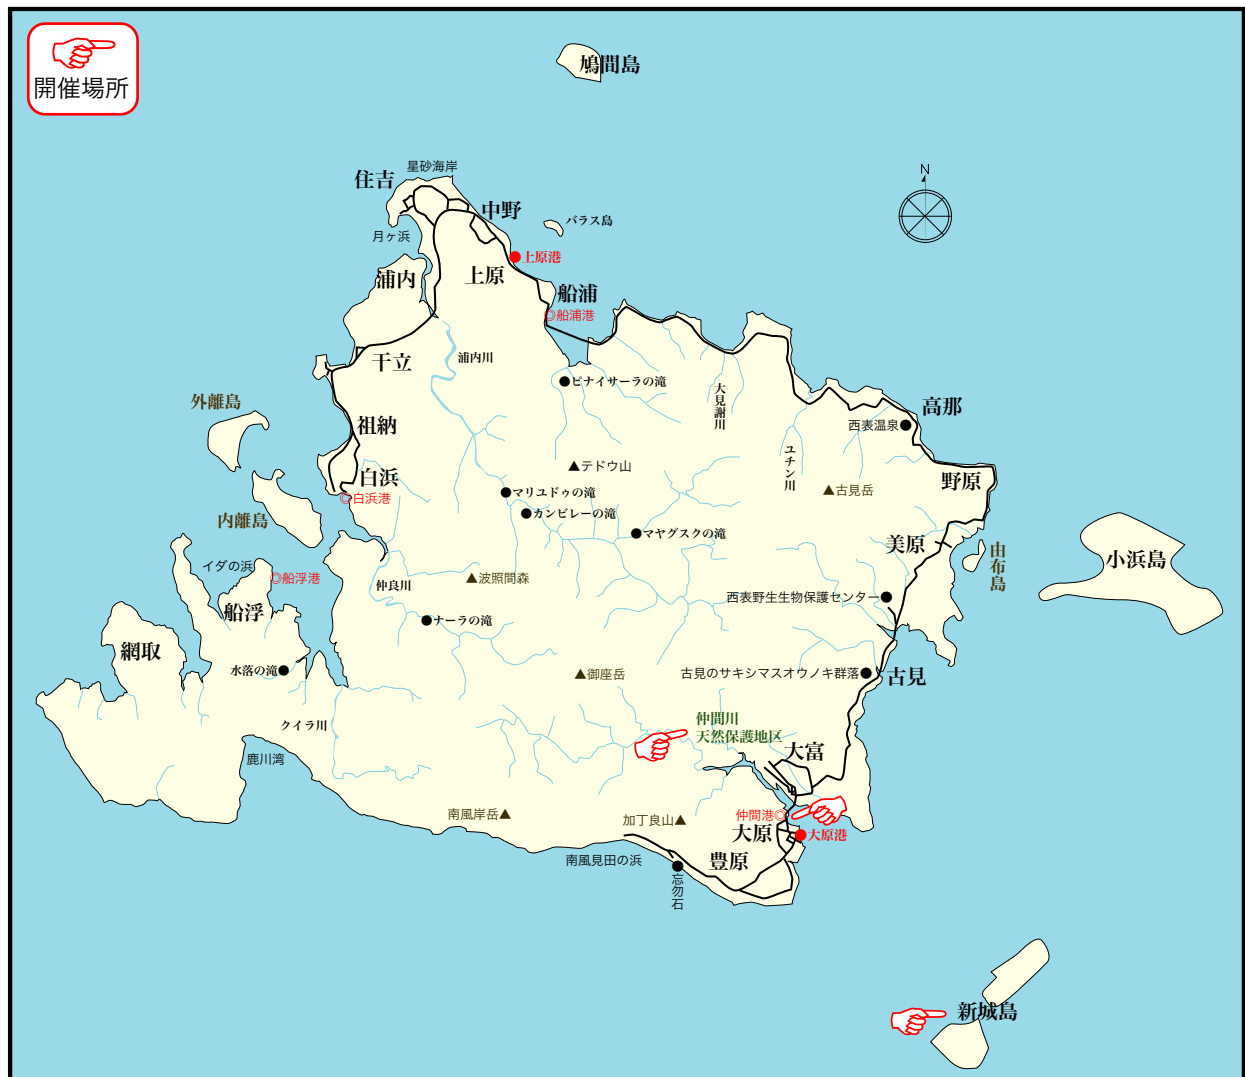 開催場所
鳩間島
N
星砂海岸
住吉
中野
バラス島
月ヶ浜
上原港
浦内
上原
船浦
船浦港
浦内川
干立
ピナイサーラの滝
大見謝川
外離島
高那
祖納
西表温泉
ユチン川
テドウ山
白浜
野原
古見岳
マリユドゥの滝
白浜港
カンビレーの滝
内離島
マヤグスクの滝
美原
由布島
小浜島
イダの浜
船浮港
波照間森
仲良川
西表野生生物保護センター
船浮
ナーラの滝
網取
水落の滝
御座岳
古見のサキシマスオウノキ群落
古見
仲間川
天然保護地区
クイラ川
大富
鹿川湾
南風岸岳
加丁良山
仲間港
大原
大原港
南風見田の浜
豊原
忘勿石
新城島